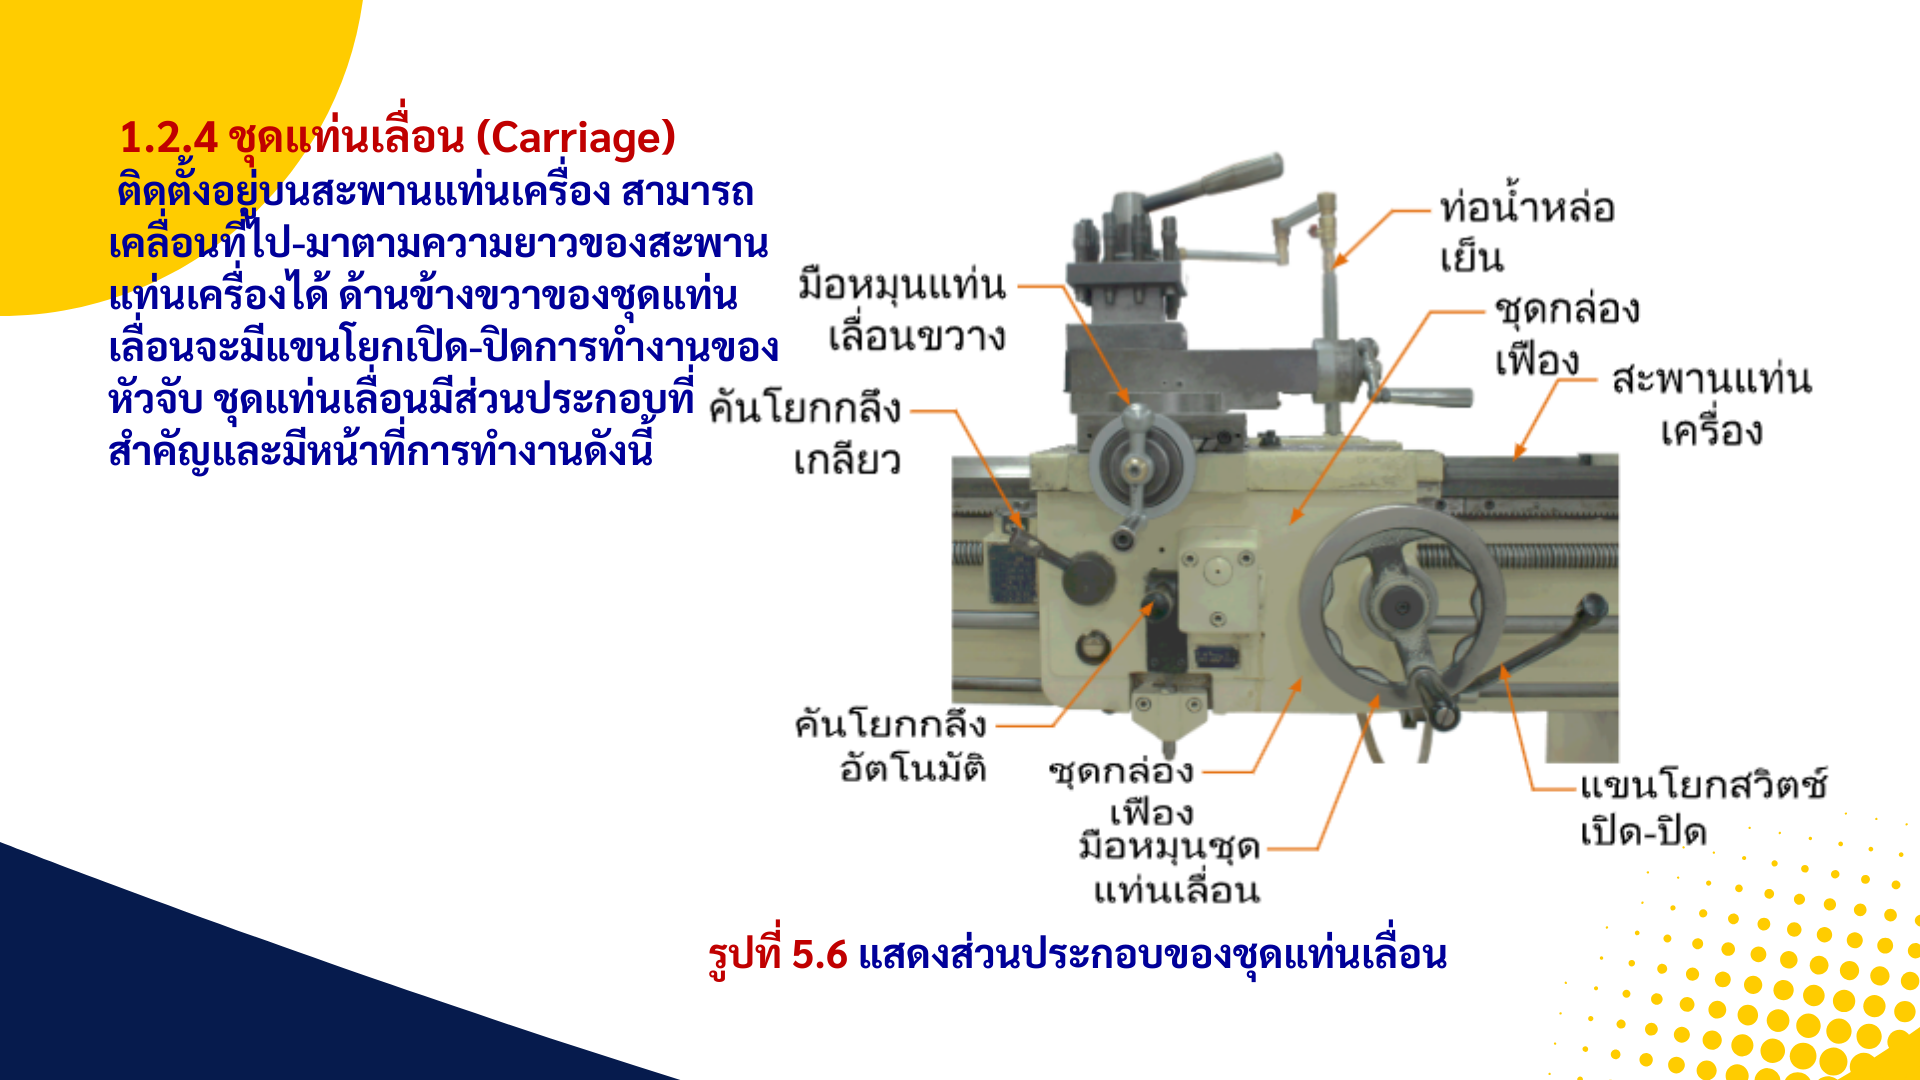 1.2.4 ชุดแท่นเลื่อน (Carriage)
ติดตั้งอยู่บนสะพานแท่นเครื่อง สามารถ
เคลื่อนที่ไป-มาตามความยาวของสะพาน
แท่นเครื่องได้ ด้านข้างขวาของชุดแท่น
เลื่อนจะมีแขนโยกเปิด-ปิดการทำงานของ
หัวจับ ชุดแท่นเลื่อนมีส่วนประกอบที่
สำคัญและมีหน้าที่การทำงานดังนี้
ท่อน้ำหล่อ
เย็น
มือหมุนแท่น
เลื่อนขวาง
ชุดกล่อง
เฟือง
สะพานแท่น
เครื่อง
คันโยกกลึง
เกลียว
คันโยกกลึง
อัตโนมัติ
ชุดกล่อง
เฟือง
มือหมุนชุด
แท่นเลื่อน
แขนโยกสวิตช์
เปิด-ปิด
รูปที่ 5.6 แสดงส่วนประกอบของชุดแท่นเลื่อน